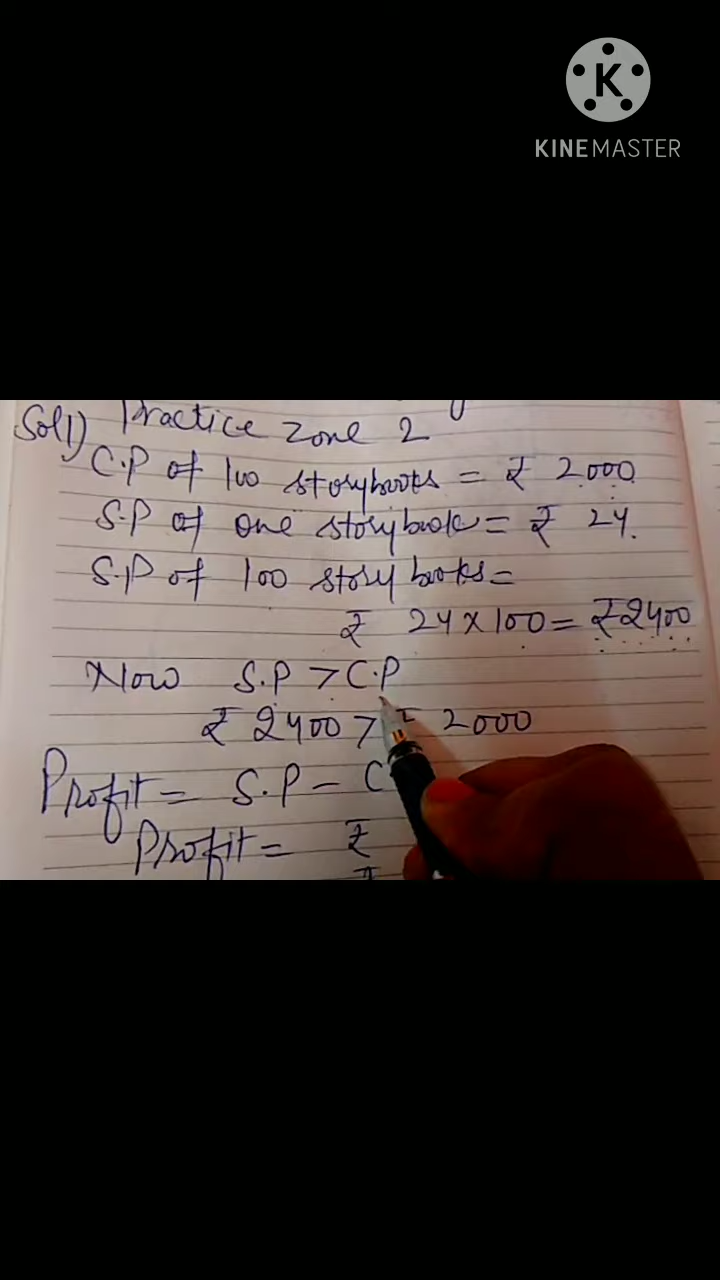 K
KINEMASTER
Practice Zone 2
Sol1)
C.P of 100 storybooks = ₹ 2000
S.P of one storybook = ₹ 24.
S.P of 100 story books =
₹ 24 x 100 = ₹2400
Now S.P > C.P
₹ 2400 > ₹ 2000
Profit = S.P - C
Profit = ₹